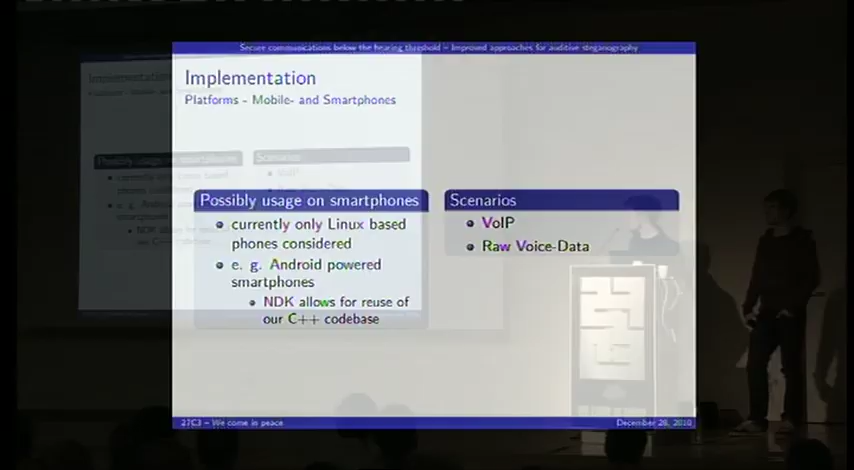 Secure communications below the hearing threshold – Improved approaches for auditive steganography
Implementation
Platforms - Mobile- and Smartphones
Possibly usage on smartphones
currently only Linux based
phones considered
e. g. Android powered
smartphones
NDK allows for reuse of
our C++ codebase
Scenarios
VoIP
Raw Voice-Data
27C3 – We come in peace
December 28, 2010